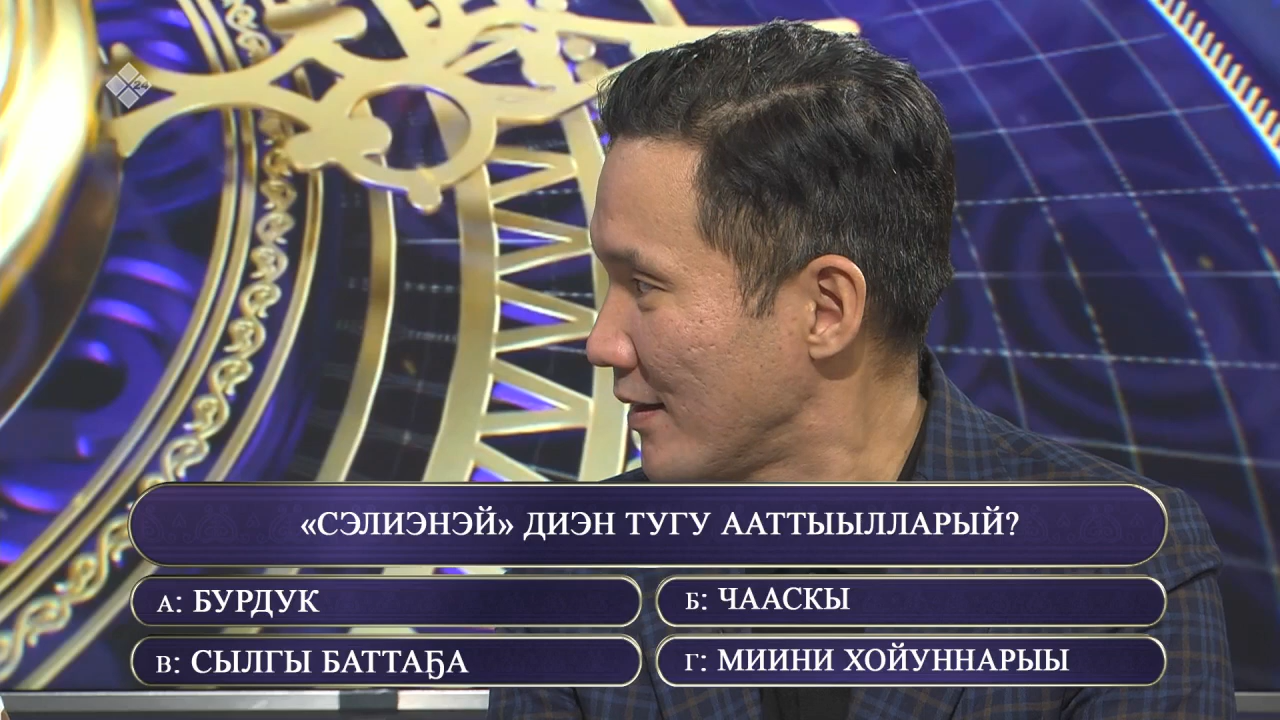 «СЭЛИЭНЭЙ» ДИЭН ТУГУ ААТТЫЫЛЛАРЫЙ?
А: БУРДУК
Б: ЧААСКЫ
В: СЫЛГЫ БАТТАҔА
Г: МИИНИ ХОЙУННАРЫЫ